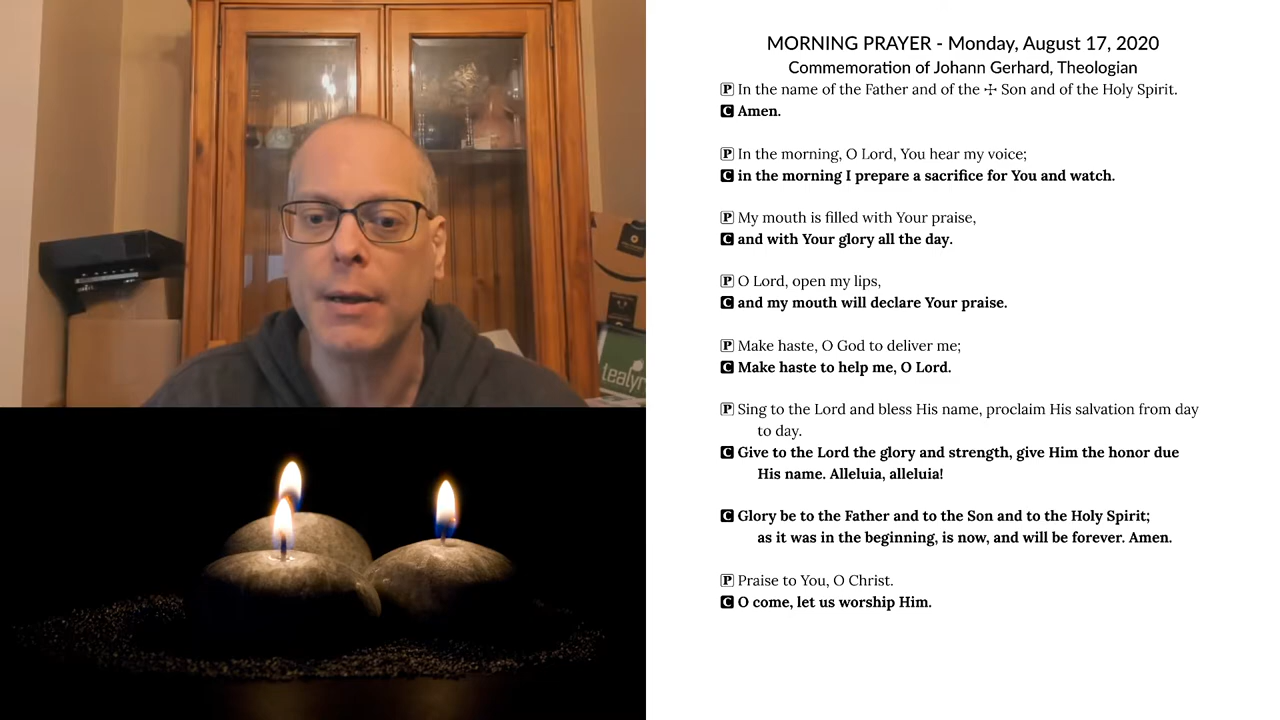 MORNING PRAYER - Monday, August 17, 2020
Commemoration of Johann Gerhard, Theologian
P In the name of the Father and of the ☩ Son and of the Holy Spirit.
C Amen.
P In the morning, O Lord, You hear my voice;
C in the morning I prepare a sacrifice for You and watch.
P My mouth is filled with Your praise,
C and with Your glory all the day.
P O Lord, open my lips,
C and my mouth will declare Your praise.
P Make haste, O God to deliver me;
C Make haste to help me, O Lord.
P Sing to the Lord and bless His name, proclaim His salvation from day
to day.
C Give to the Lord the glory and strength, give Him the honor due
His name. Alleluia, alleluia!
C Glory be to the Father and to the Son and to the Holy Spirit;
as it was in the beginning, is now, and will be forever. Amen.
P Praise to You, O Christ.
C O come, let us worship Him.